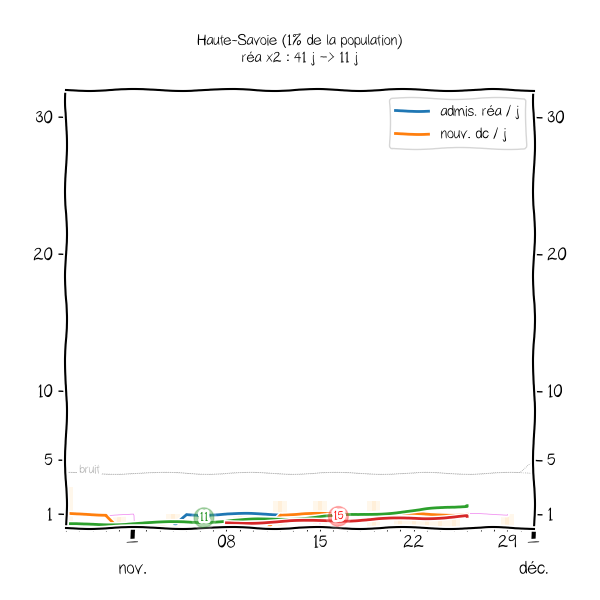 Haute-Savoie (1% de la population)
réa x2 : 41 j -> 11 j
admis. réa / j
nouv. dc / j
30
30
20
20
10
10
5
5
bruit
1
1
11
15
08
15
22
29
nov.
déc.